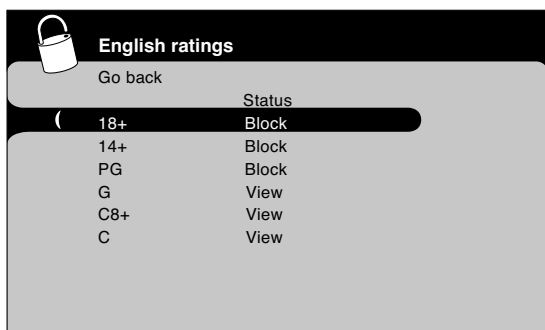 English ratings
Go back
Status
18+ Block
14+ Block
PG Block
G View
C8+ View
C View